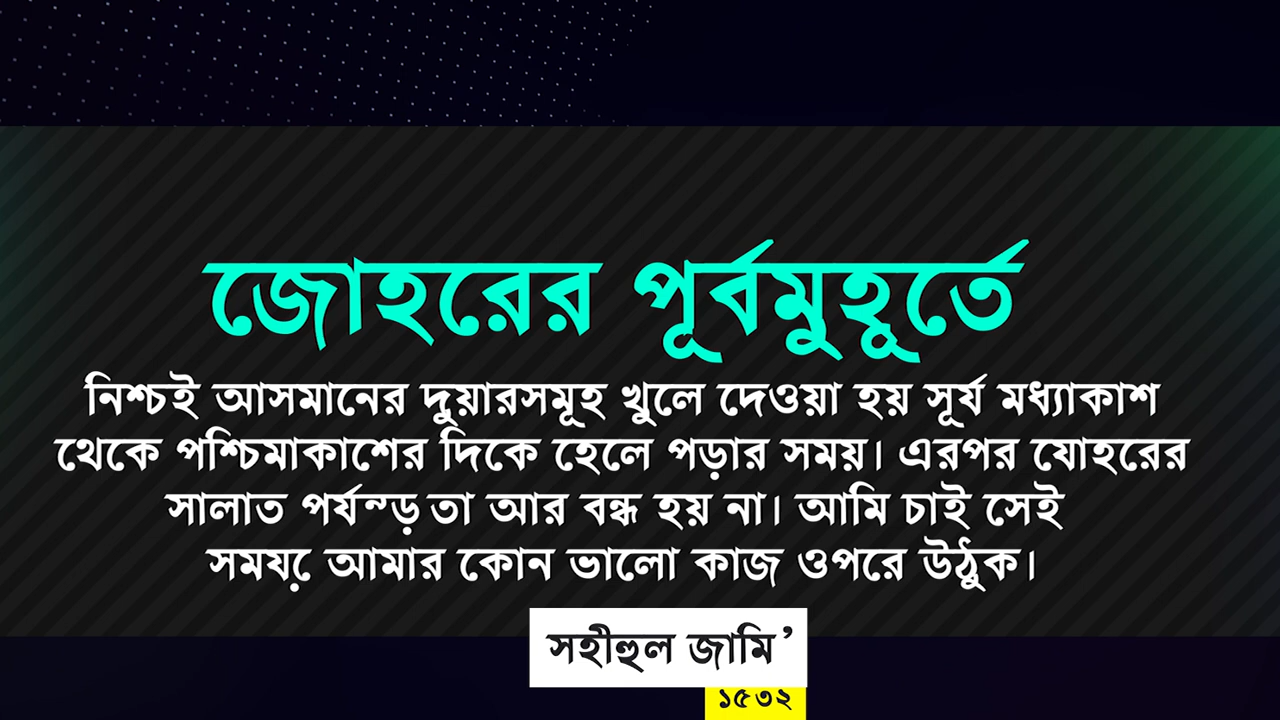 জোহরের পূর্বমুহূর্তে
নিশ্চই আসমানের দুয়ারসমূহ খুলে দেওয়া হয় সূর্য মধ্যাকাশ
থেকে পশ্চিমাকাশের দিকে হেলে পড়ার সময়। এরপর যোহরের
সালাত পর্যন্ড় তা আর বন্ধ হয় না। আমি চাই সেই
সময়ে আমার কোন ভালো কাজ ওপরে উঠুক।
সহীহুল জামি’
১৫৩২